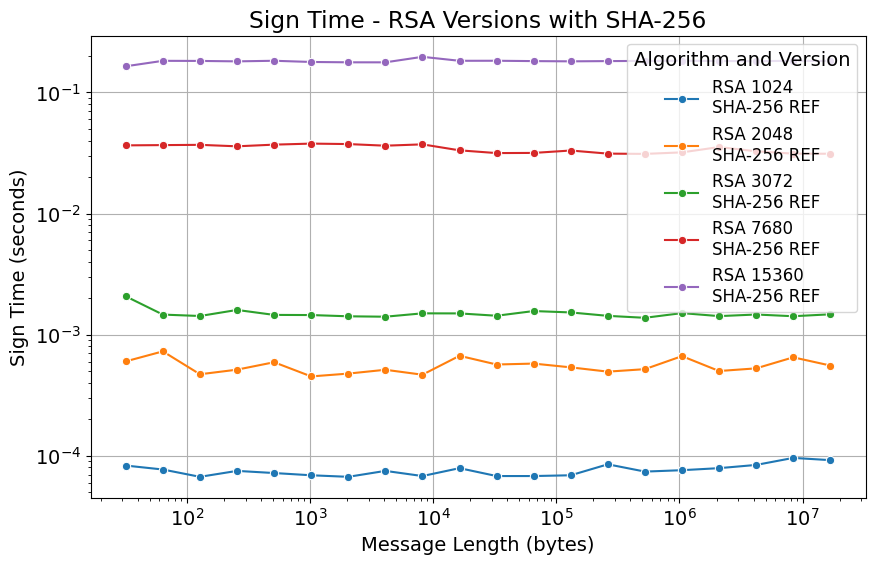 Sign Time - RSA Versions with SHA-256
Sign Time (seconds)
10⁻¹
10⁻²
10⁻³
10⁻⁴
Algorithm and Version
RSA 1024
SHA-256 REF
RSA 2048
SHA-256 REF
RSA 3072
SHA-256 REF
RSA 7680
SHA-256 REF
RSA 15360
SHA-256 REF
10² 10³ 10⁴ 10⁵ 10⁶ 10⁷
Message Length (bytes)